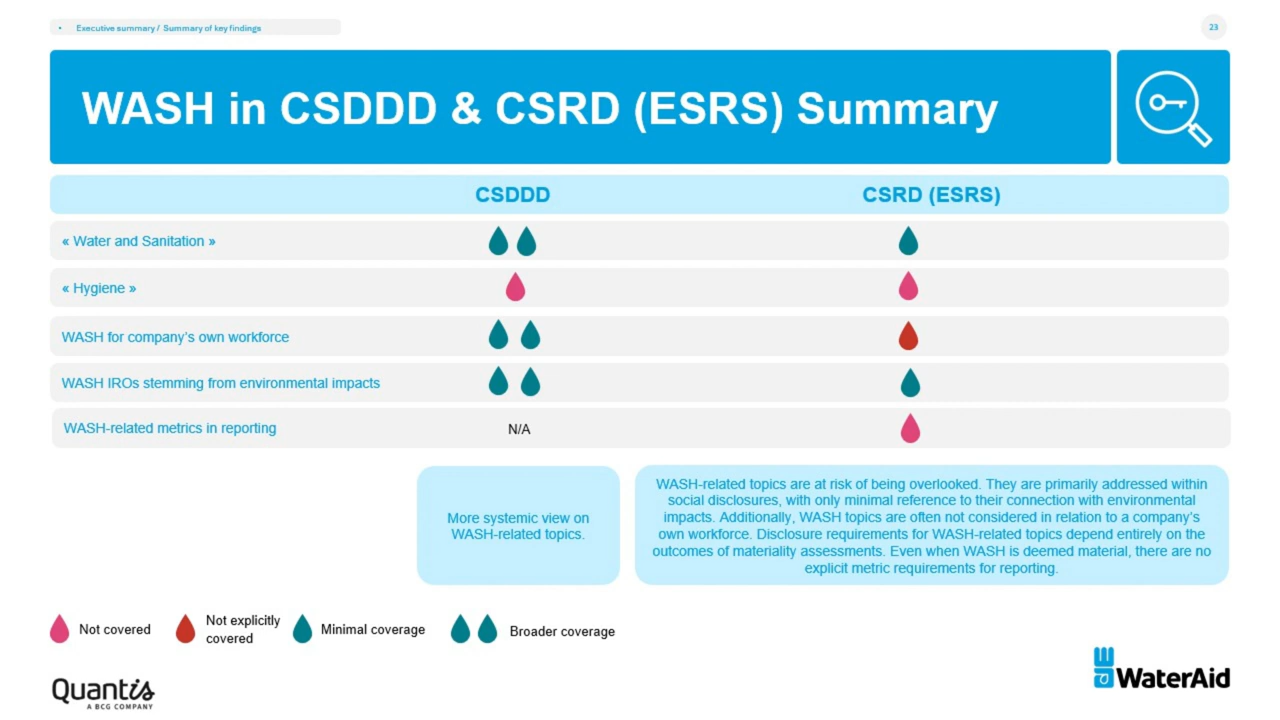 • Executive summary / Summary of key findings
23
WASH in CSDDD & CSRD (ESRS) Summary
CSDDD
CSRD (ESRS)
« Water and Sanitation »
« Hygiene »
WASH for company's own workforce
WASH IROs stemming from environmental impacts
WASH-related metrics in reporting
N/A
More systemic view on
WASH-related topics.
WASH-related topics are at risk of being overlooked. They are primarily addressed within
social disclosures, with only minimal reference to their connection with environmental
impacts. Additionally, WASH topics are often not considered in relation to a company's
own workforce. Disclosure requirements for WASH-related topics depend entirely on the
outcomes of materiality assessments. Even when WASH is deemed material, there are no
explicit metric requirements for reporting.
Not covered
Not explicitly
covered
Minimal coverage
Broader coverage
Quantis
A BCG COMPANY
WaterAid